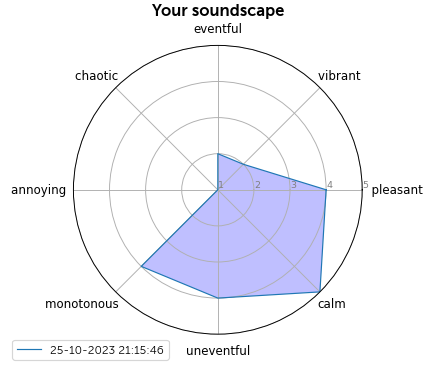 Your soundscape
eventful
chaotic
vibrant
annoying
1 2 3 4 5
pleasant
monotonous
calm
uneventful
25-10-2023 21:15:46